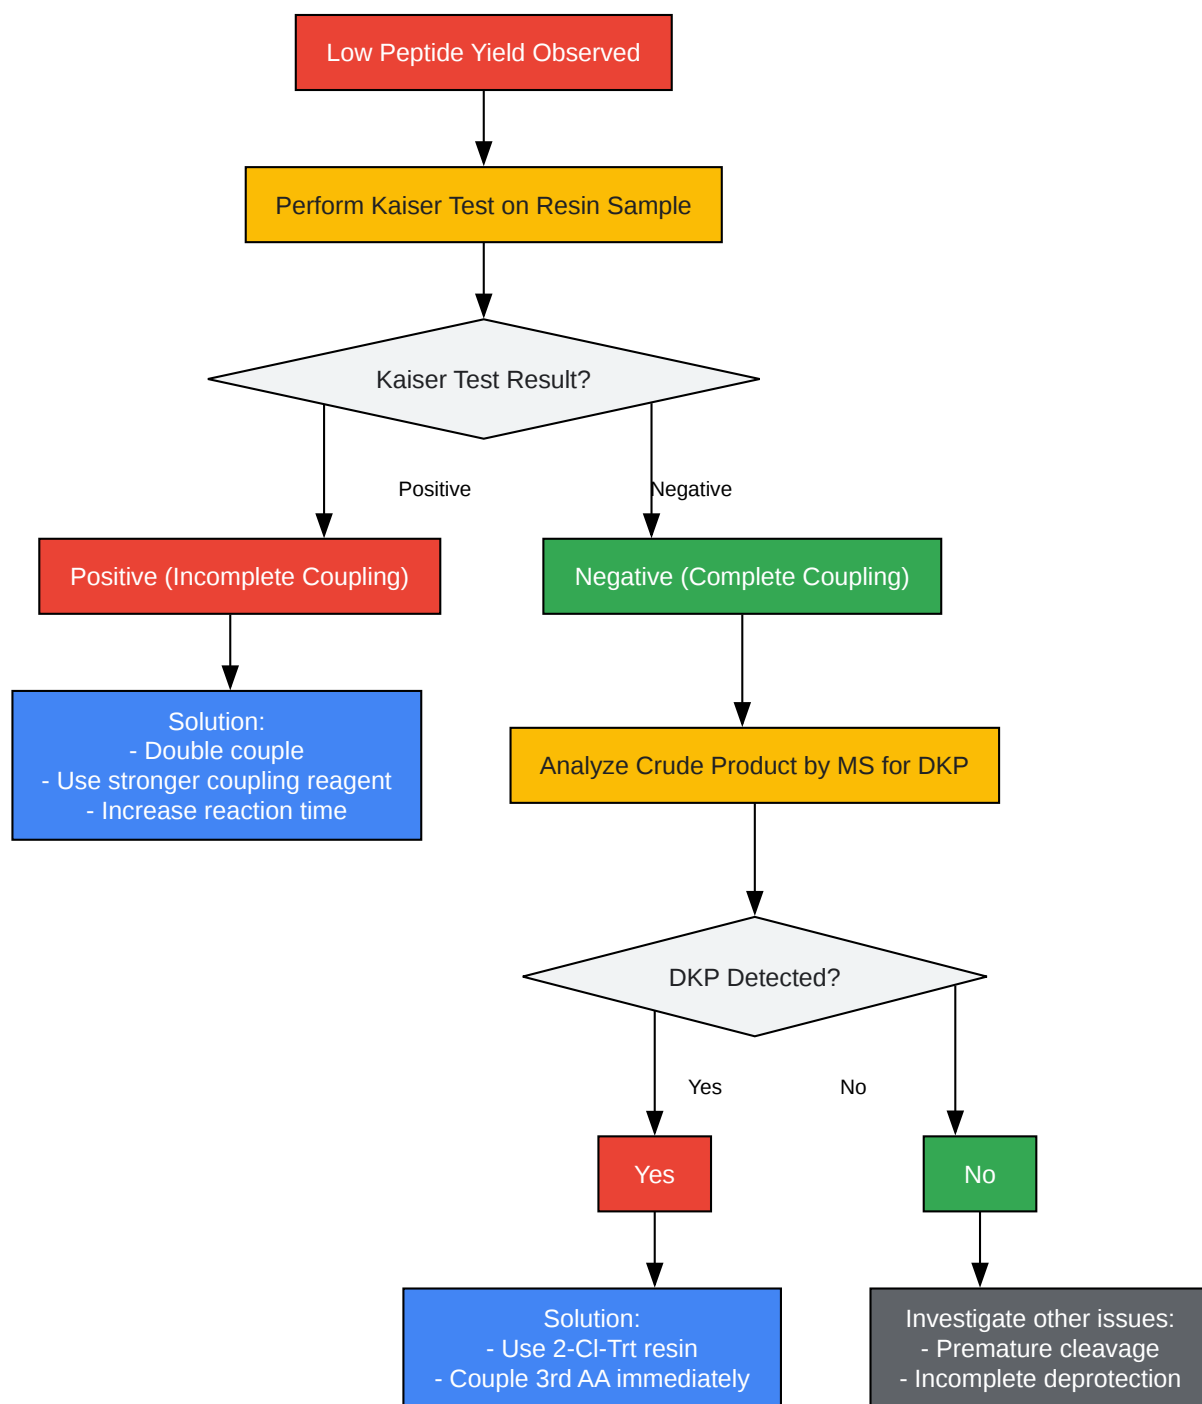 Low Peptide Yield Observed
Perform Kaiser Test on Resin Sample
Kaiser Test Result?
Positive
Negative
Positive (Incomplete Coupling)
Negative (Complete Coupling)
Solution:
- Double couple
- Use stronger coupling reagent
- Increase reaction time
Analyze Crude Product by MS for DKP
DKP Detected?
Yes
No
Yes
No
Solution:
- Use 2-Cl-Trt resin
- Couple 3rd AA immediately
Investigate other issues:
- Premature cleavage
- Incomplete deprotection